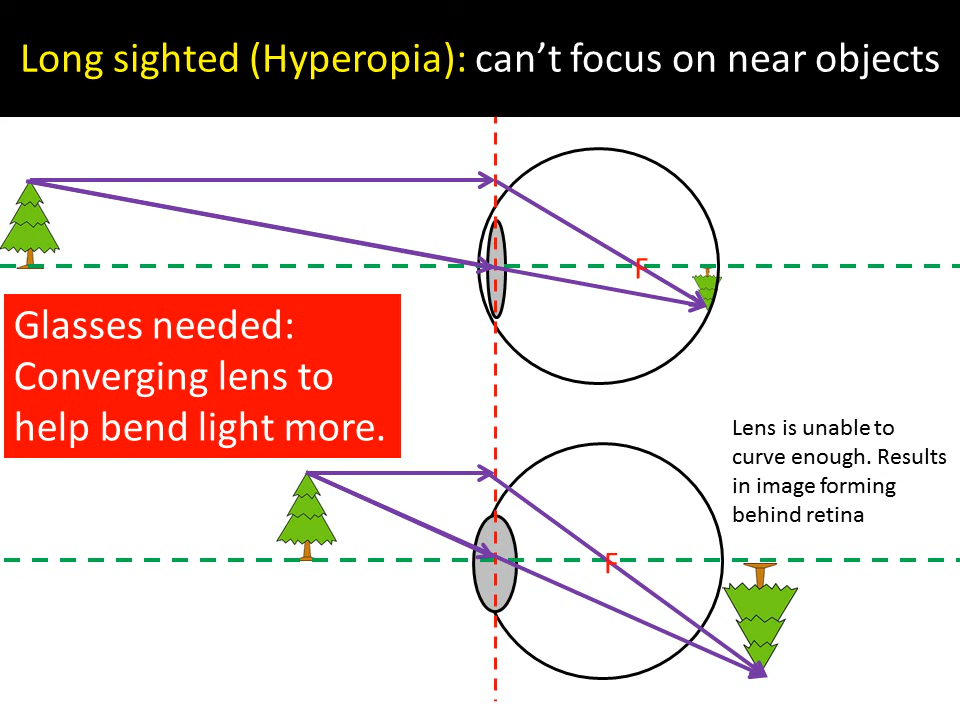 Long sighted (Hyperopia): can't focus on near objects
F
Glasses needed:
Converging lens to
help bend light more.
Lens is unable to
curve enough. Results
in image forming
behind retina
F